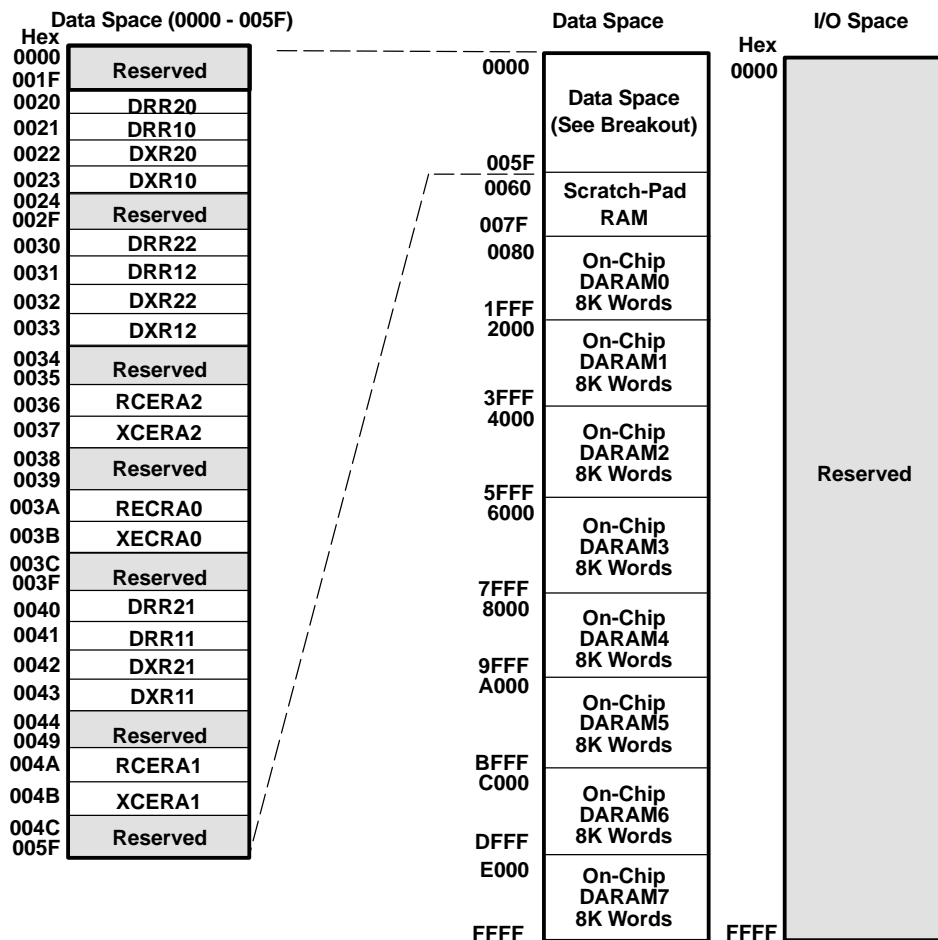 Data Space (0000 - 005F)
Hex
0000
001F
Reserved
0020
DRR20
0021
DRR10
0022
DXR20
0023
DXR10
0024
002F
Reserved
0030
DRR22
0031
DRR12
0032
DXR22
0033
DXR12
0034
0035
Reserved
0036
RCERA2
0037
XCERA2
0038
0039
Reserved
003A
RECRA0
003B
XECRA0
003C
003F
Reserved
0040
DRR21
0041
DRR11
0042
DXR21
0043
DXR11
0044
0049
Reserved
004A
RCERA1
004B
XCERA1
004C
005F
Reserved
Data Space
0000
Data Space
(See Breakout)
005F
0060
Scratch-Pad
RAM
007F
0080
On-Chip
DARAM0
8K Words
1FFF
2000
On-Chip
DARAM1
8K Words
3FFF
4000
On-Chip
DARAM2
8K Words
5FFF
6000
On-Chip
DARAM3
8K Words
7FFF
8000
On-Chip
DARAM4
8K Words
9FFF
A000
On-Chip
DARAM5
8K Words
BFFF
C000
On-Chip
DARAM6
8K Words
DFFF
E000
On-Chip
DARAM7
8K Words
FFFF
I/O Space
Hex
0000
Reserved
FFFF